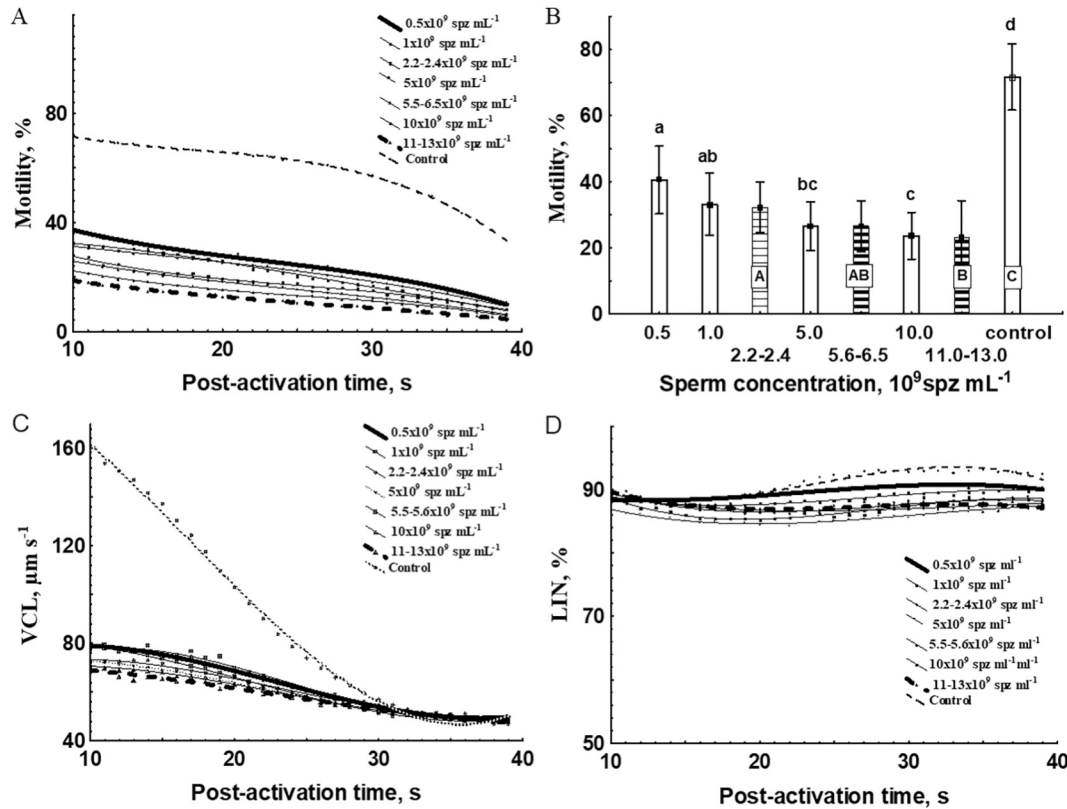 A
80
40
0
10
20
30
40
Motility, %
Post-activation time, s
0.5x10⁹ spz mL⁻¹
1x10⁹ spz mL⁻¹
2.2-2.4x10⁹ spz mL⁻¹
5x10⁹ spz mL⁻¹
5.5-6.5x10⁹ spz mL⁻¹
10x10⁹ spz mL⁻¹
11-13x10⁹ spz mL⁻¹
Control
B
80
60
40
20
0
Motility, %
a
ab
bc
c
d
A
AB
B
C
0.5
1.0
5.0
10.0
control
2.2-2.4
5.6-6.5
11.0-13.0
Sperm concentration, 10⁹spz mL⁻¹
C
160
120
80
40
10
20
30
40
VCL, µm s⁻¹
Post-activation time, s
0.5x10⁹ spz mL⁻¹
1x10⁹ spz mL⁻¹
2.2-2.4x10⁹ spz mL⁻¹
5x10⁹ spz mL⁻¹
5.5-5.6x10⁹ spz mL⁻¹
10x10⁹ spz mL⁻¹
11-13x10⁹ spz mL⁻¹
Control
D
90
90
50
10
20
30
40
LIN, %
Post-activation time, s
0.5x10⁹ spz ml⁻¹
1x10⁹ spz ml⁻¹
2.2-2.4x10⁹ spz ml⁻¹
5x10⁹ spz ml⁻¹
5.5-5.6x10⁹ spz ml⁻¹
10x10⁹ spz ml⁻¹ml⁻¹
11-13x10⁹ spz ml⁻¹
Control